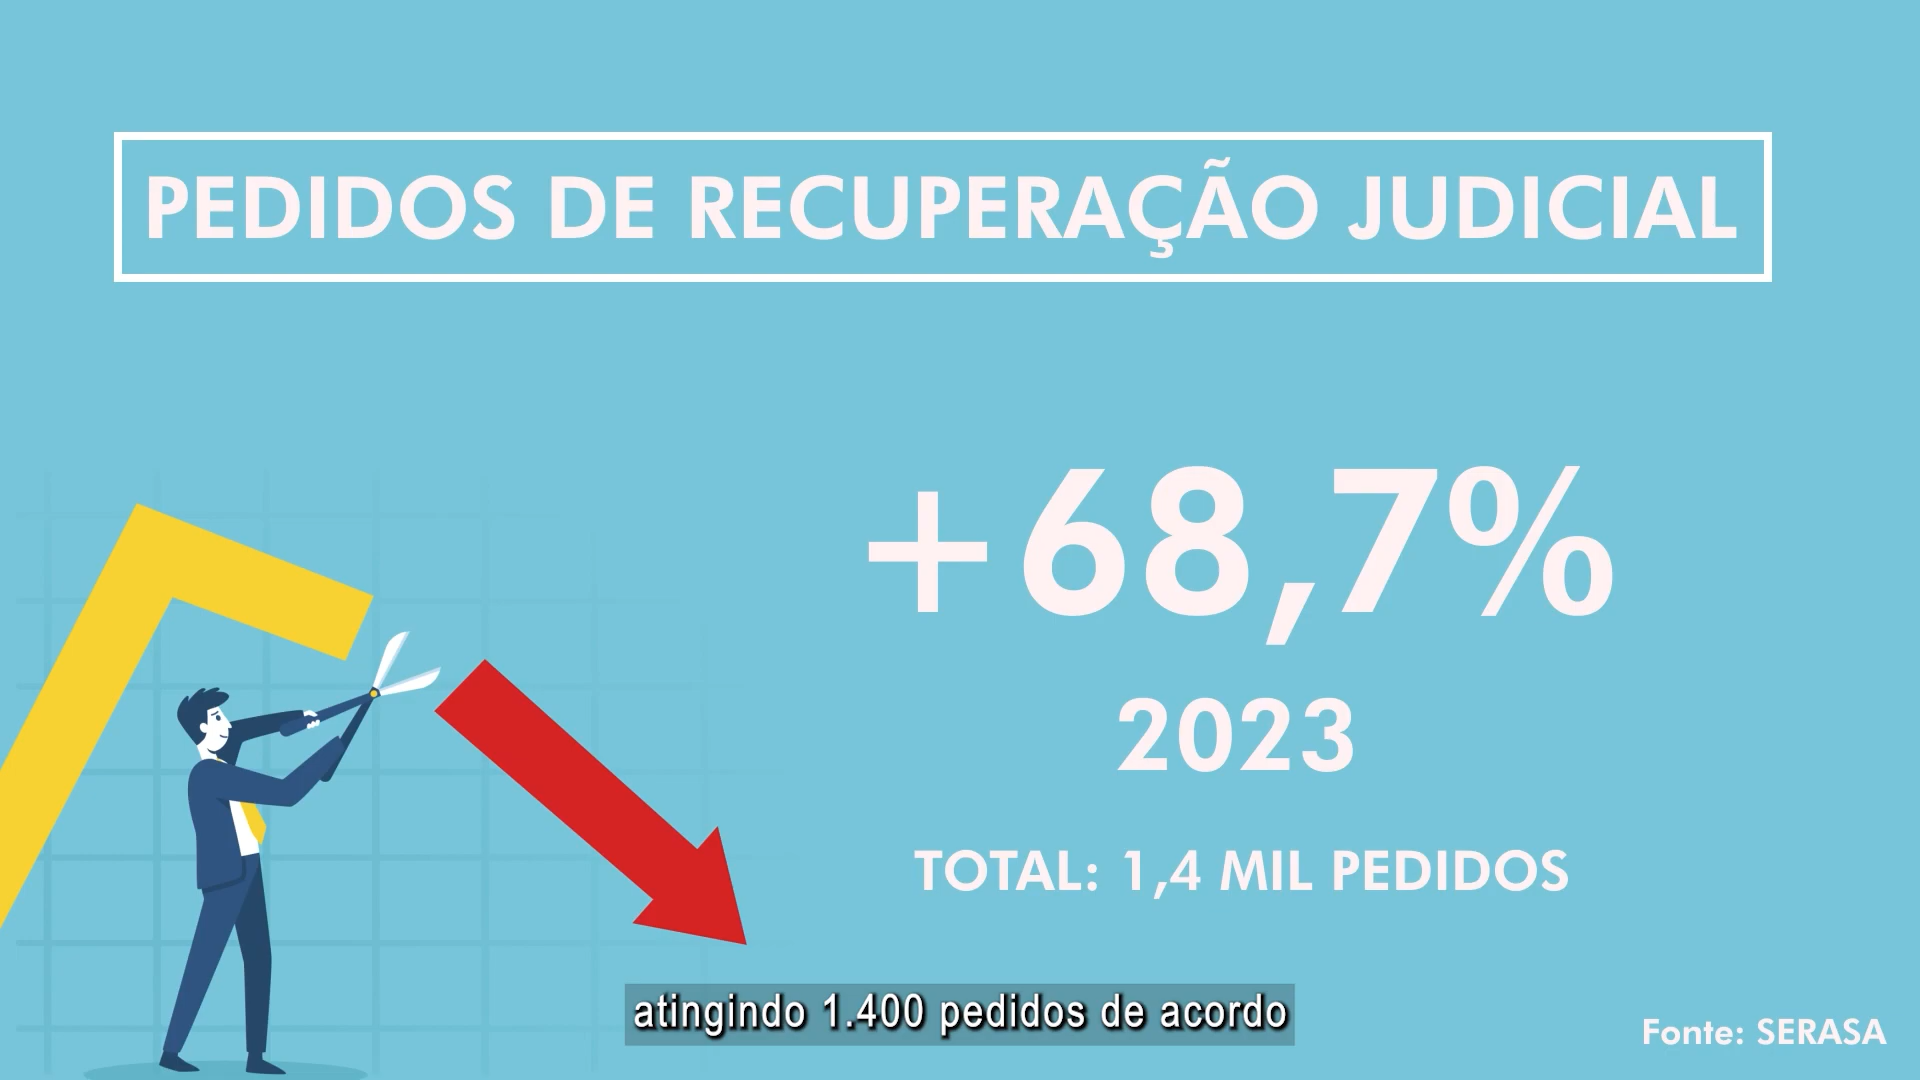 PEDIDOS DE RECUPERAÇÃO JUDICIAL
+68,7%
2023
TOTAL: 1,4 MIL PEDIDOS
atingindo 1.400 pedidos de acordo
Fonte: SERASA